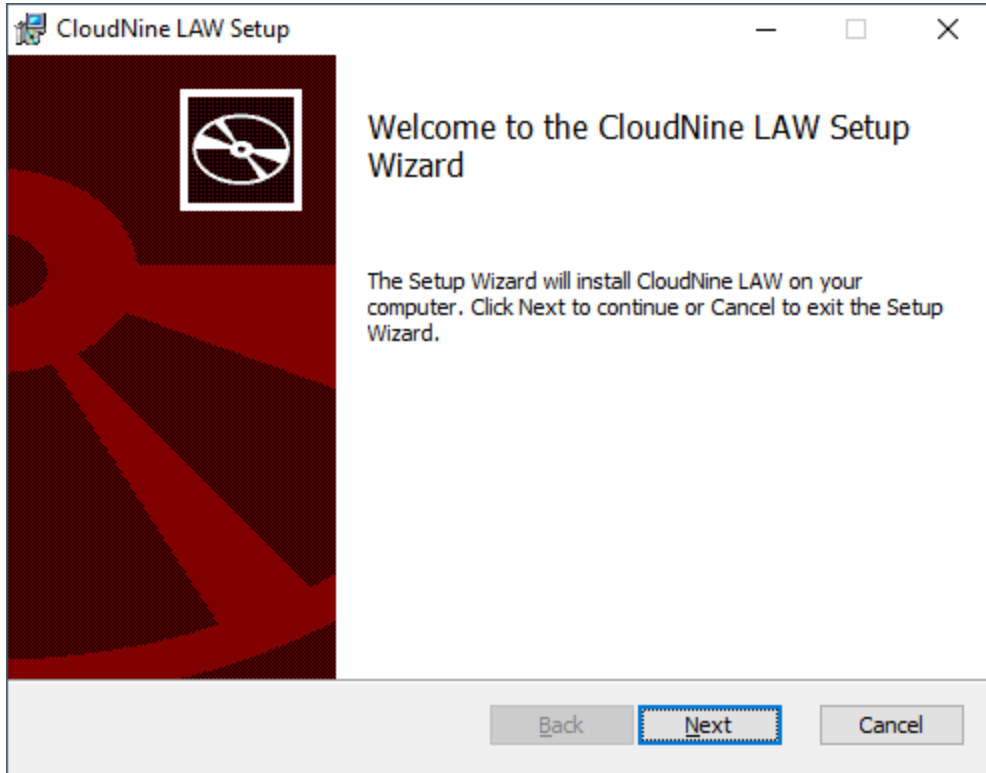 CloudNine LAW Setup
Welcome to the CloudNine LAW Setup
Wizard
The Setup Wizard will install CloudNine LAW on your
computer. Click Next to continue or Cancel to exit the Setup
Wizard.
Back
Next
Cancel